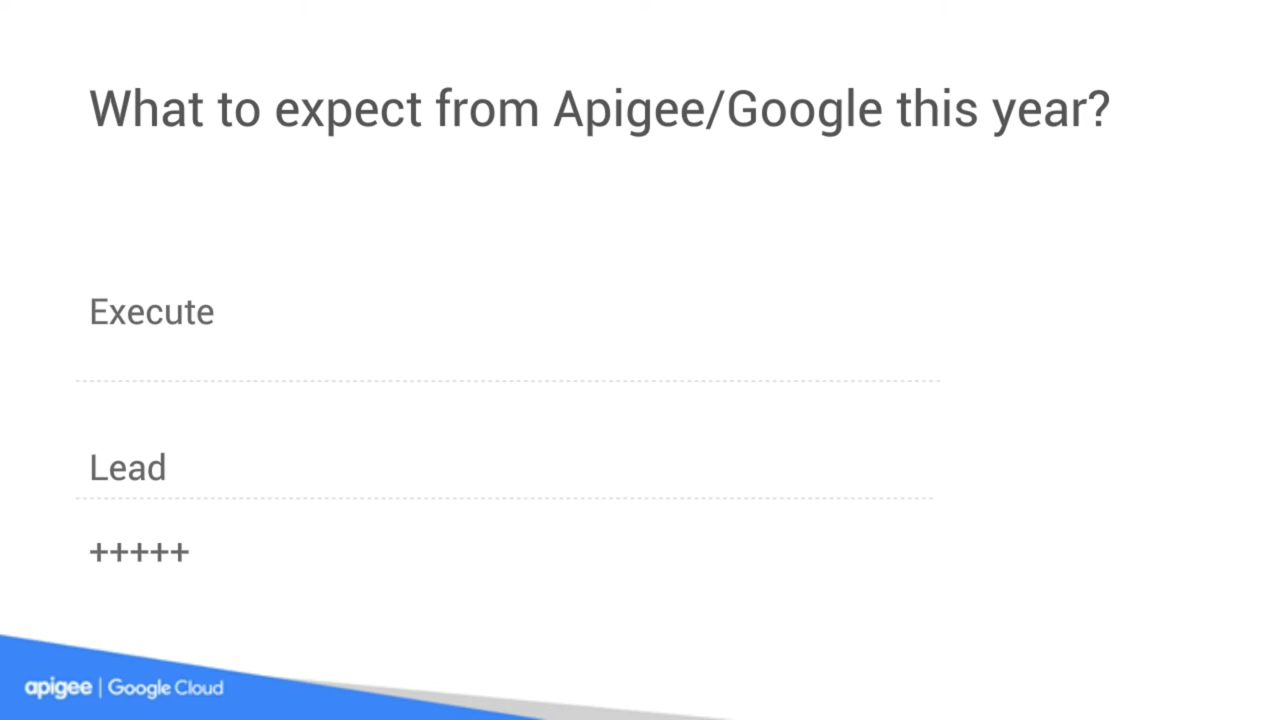 What to expect from Apigee/Google this year?
Execute
Lead
+++++
apigee | Google Cloud